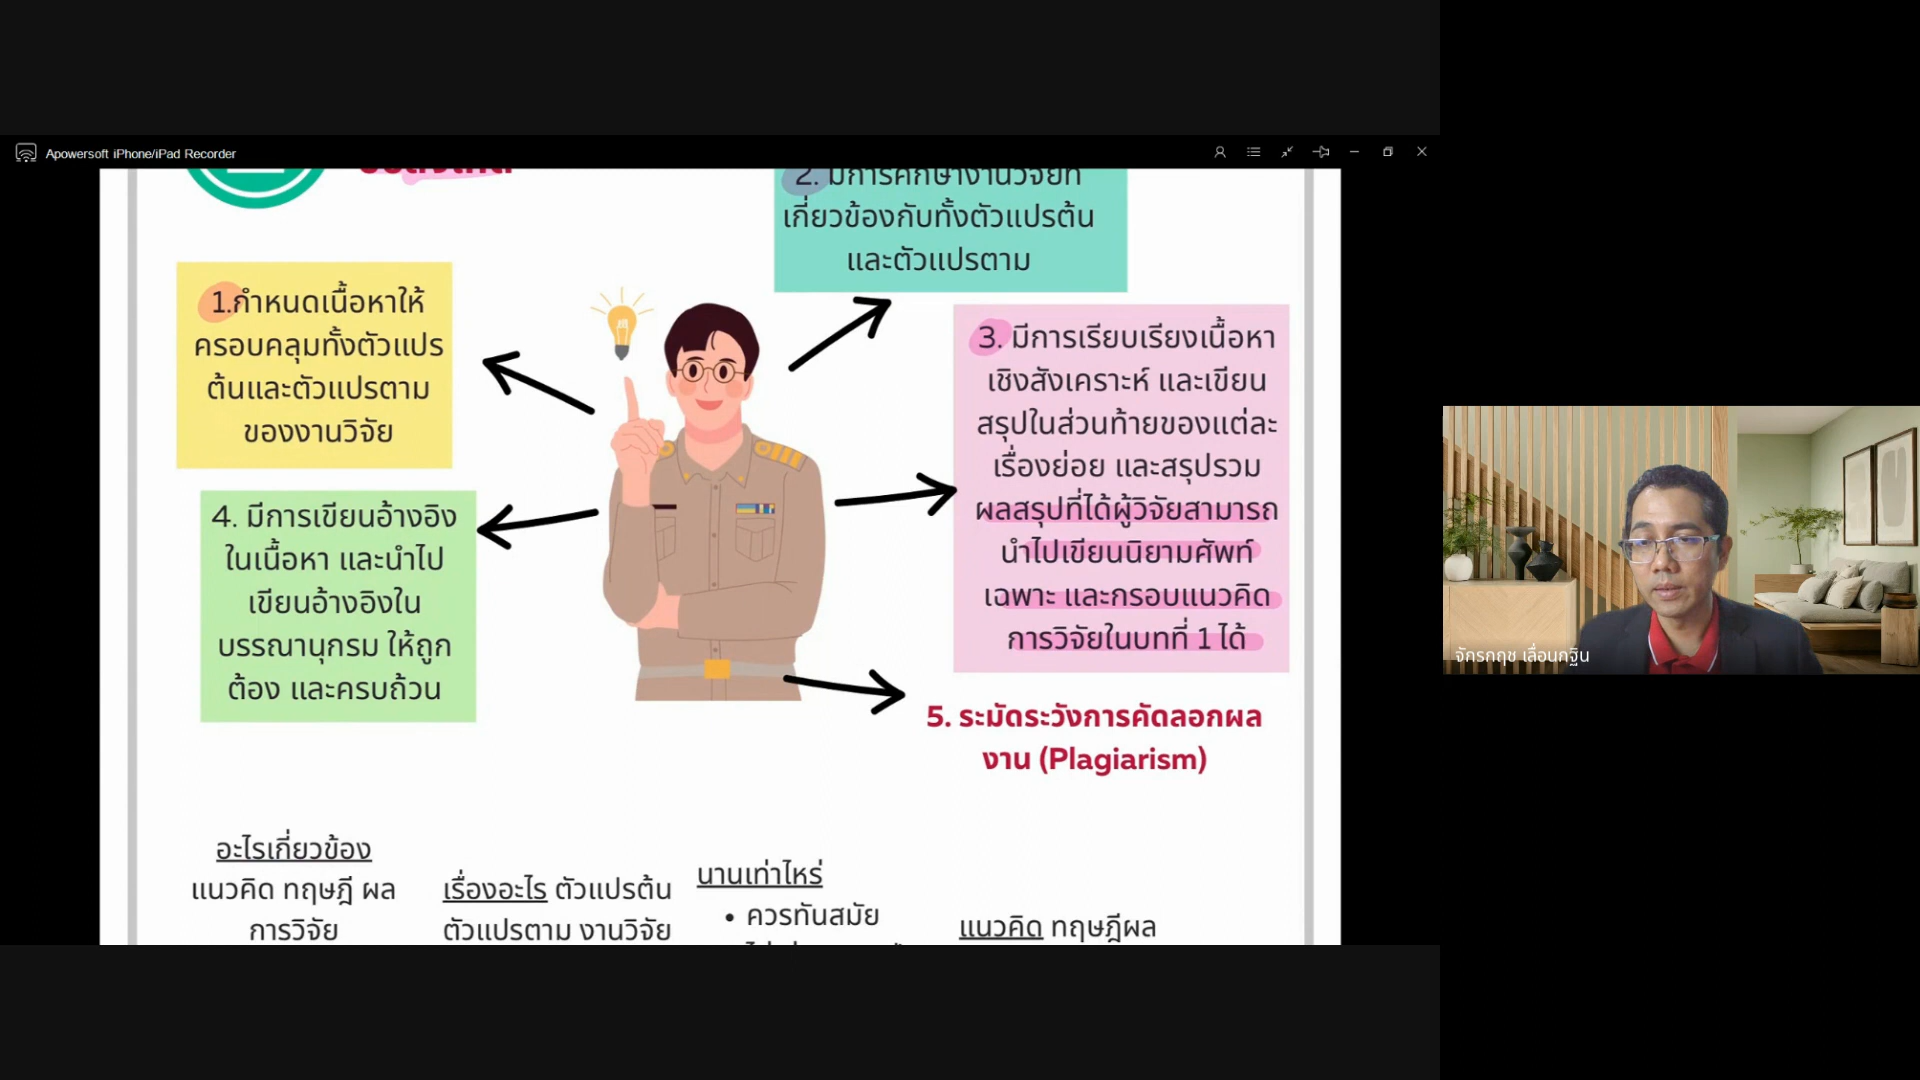 Apowersoft iPhone/iPad Recorder
2. มีการศึกษางานวิจัยที่
เกี่ยวข้องกับทั้งตัวแปรต้น
และตัวแปรตาม
1.กำหนดเนื้อหาให้
ครอบคลุมทั้งตัวแปร
ต้นและตัวแปรตาม
ของงานวิจัย
3. มีการเรียบเรียงเนื้อหา
เชิงสังเคราะห์ และเขียน
สรุปในส่วนท้ายของแต่ละ
เรื่องย่อย และสรุปรวม
ผลสรุปที่ได้ผู้วิจัยสามารถ
นำไปเขียนนิยามศัพท์
เฉพาะ และกรอบแนวคิด
การวิจัยในบทที่ 1 ได้
4. มีการเขียนอ้างอิง
ในเนื้อหา และนำไป
เขียนอ้างอิงใน
บรรณานุกรม ให้ถูก
ต้อง และครบถ้วน
5. ระมัดระวังการคัดลอกผล
งาน (Plagiarism)
อะไรเกี่ยวข้อง
แนวคิด ทฤษฎี ผล
การวิจัย
เรื่องอะไร ตัวแปรต้น
ตัวแปรตาม งานวิจัย
นานเท่าไหร่
• ควรทันสมัย
แนวคิด ทฤษฎีผล
จักรกฤช เลื่อนกฐิน